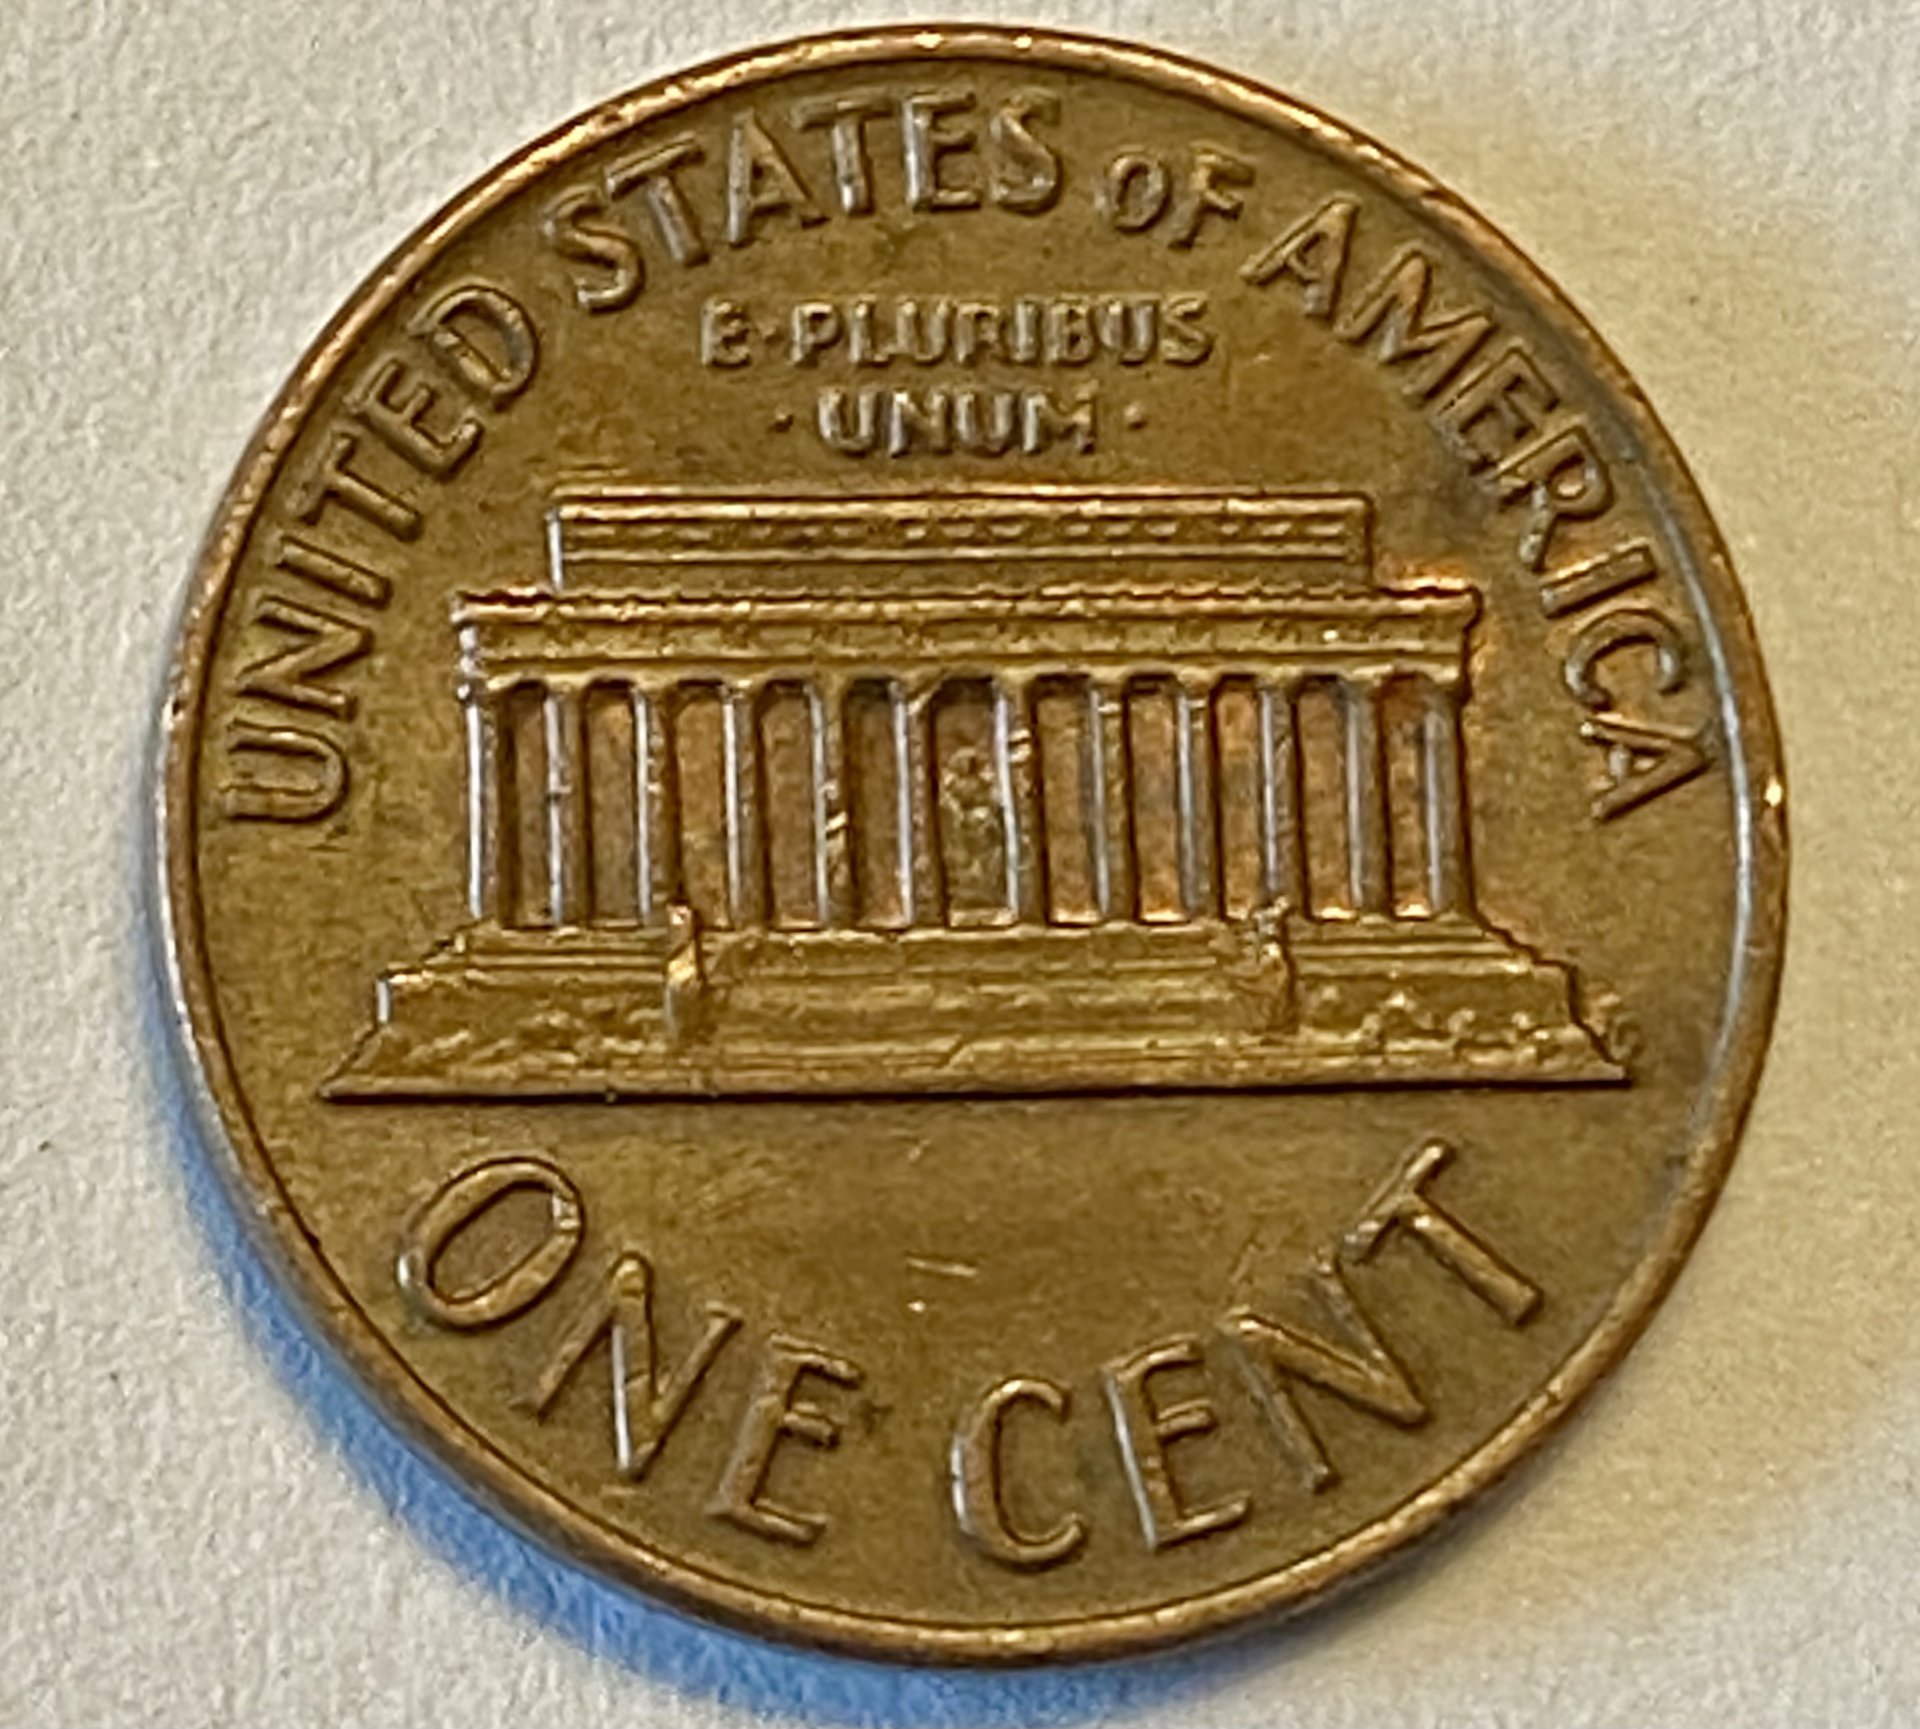 UNITED STATES OF AMERICA
E·PLURIBUS
·UNUM·
ONE CENT